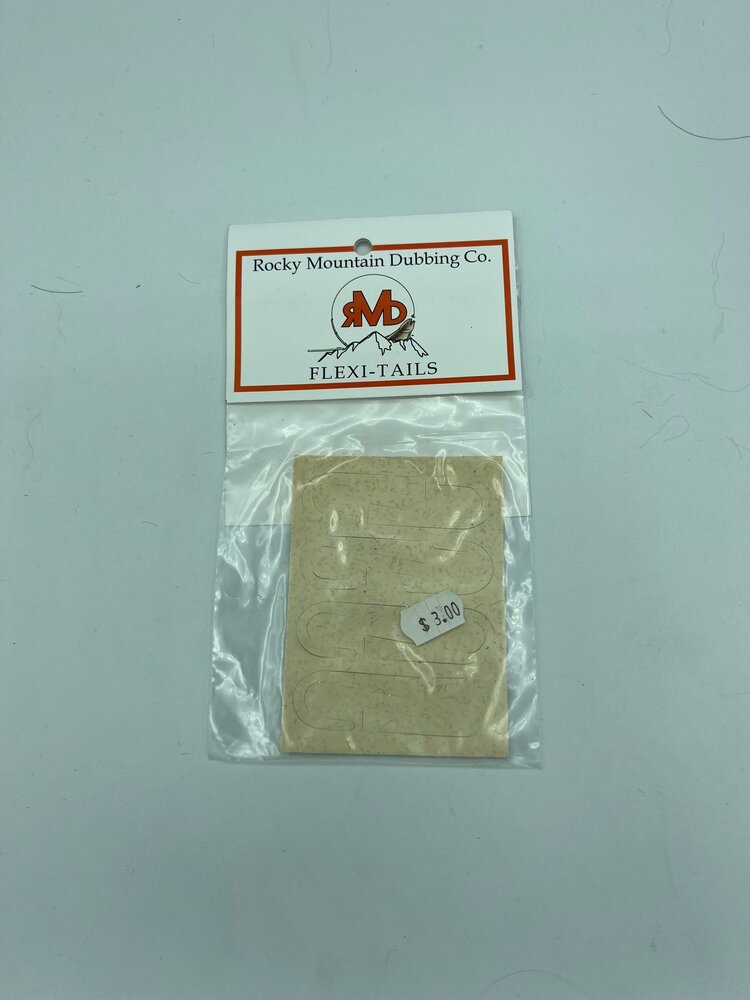 Rocky Mountain Dubbing Co.
RMD
FLEXI-TAILS
$ 3.00